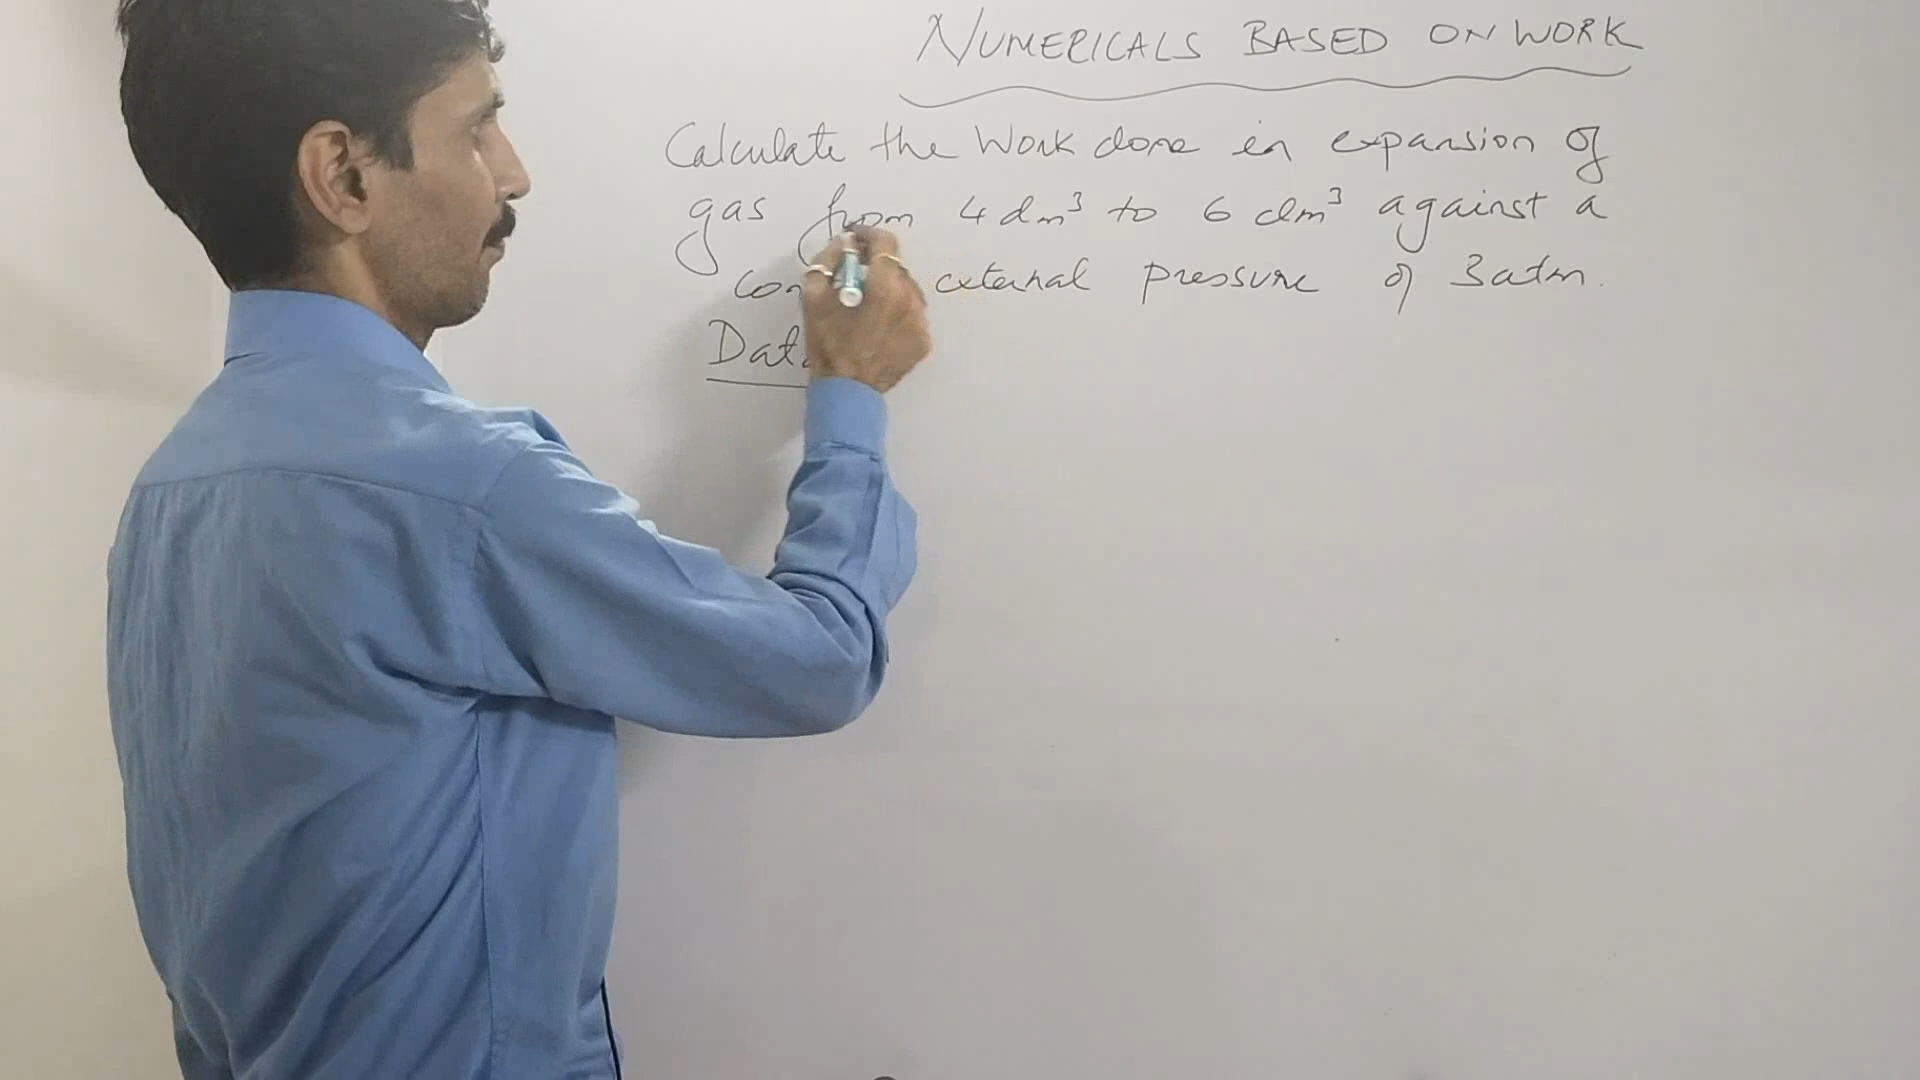 NUMERICALS BASED ON WORK
Calculate the Work done in expansion of
gas from 4 dm³ to 6 dm³ against a
external pressure of 3 atm.
Data